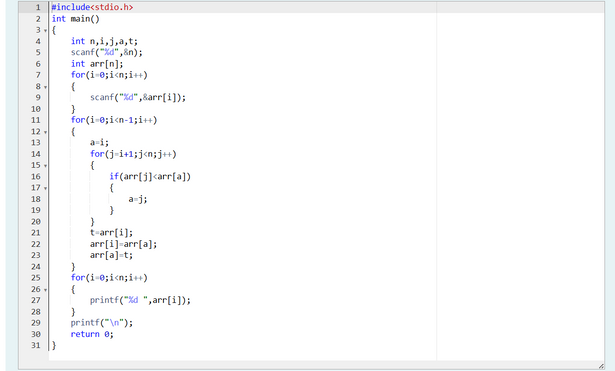 1 #include<stdio.h>
2 int main()
3 {
4 int n,i,j,a,t;
5 scanf("%d",&n);
6 int arr[n];
7 for(i=0;i<n;i++)
8 {
9 scanf("%d",&arr[i]);
10 }
11 for(i=0;i<n-1;i++)
12 {
13 a=i;
14 for(j=i+1;j<n;j++)
15 {
16 if(arr[j]<arr[a])
17 {
18 a=j;
19 }
20 }
21 t=arr[i];
22 arr[i]=arr[a];
23 arr[a]=t;
24 }
25 for(i=0;i<n;i++)
26 {
27 printf("%d ",arr[i]);
28 }
29 printf("\n");
30 return 0;
31 }